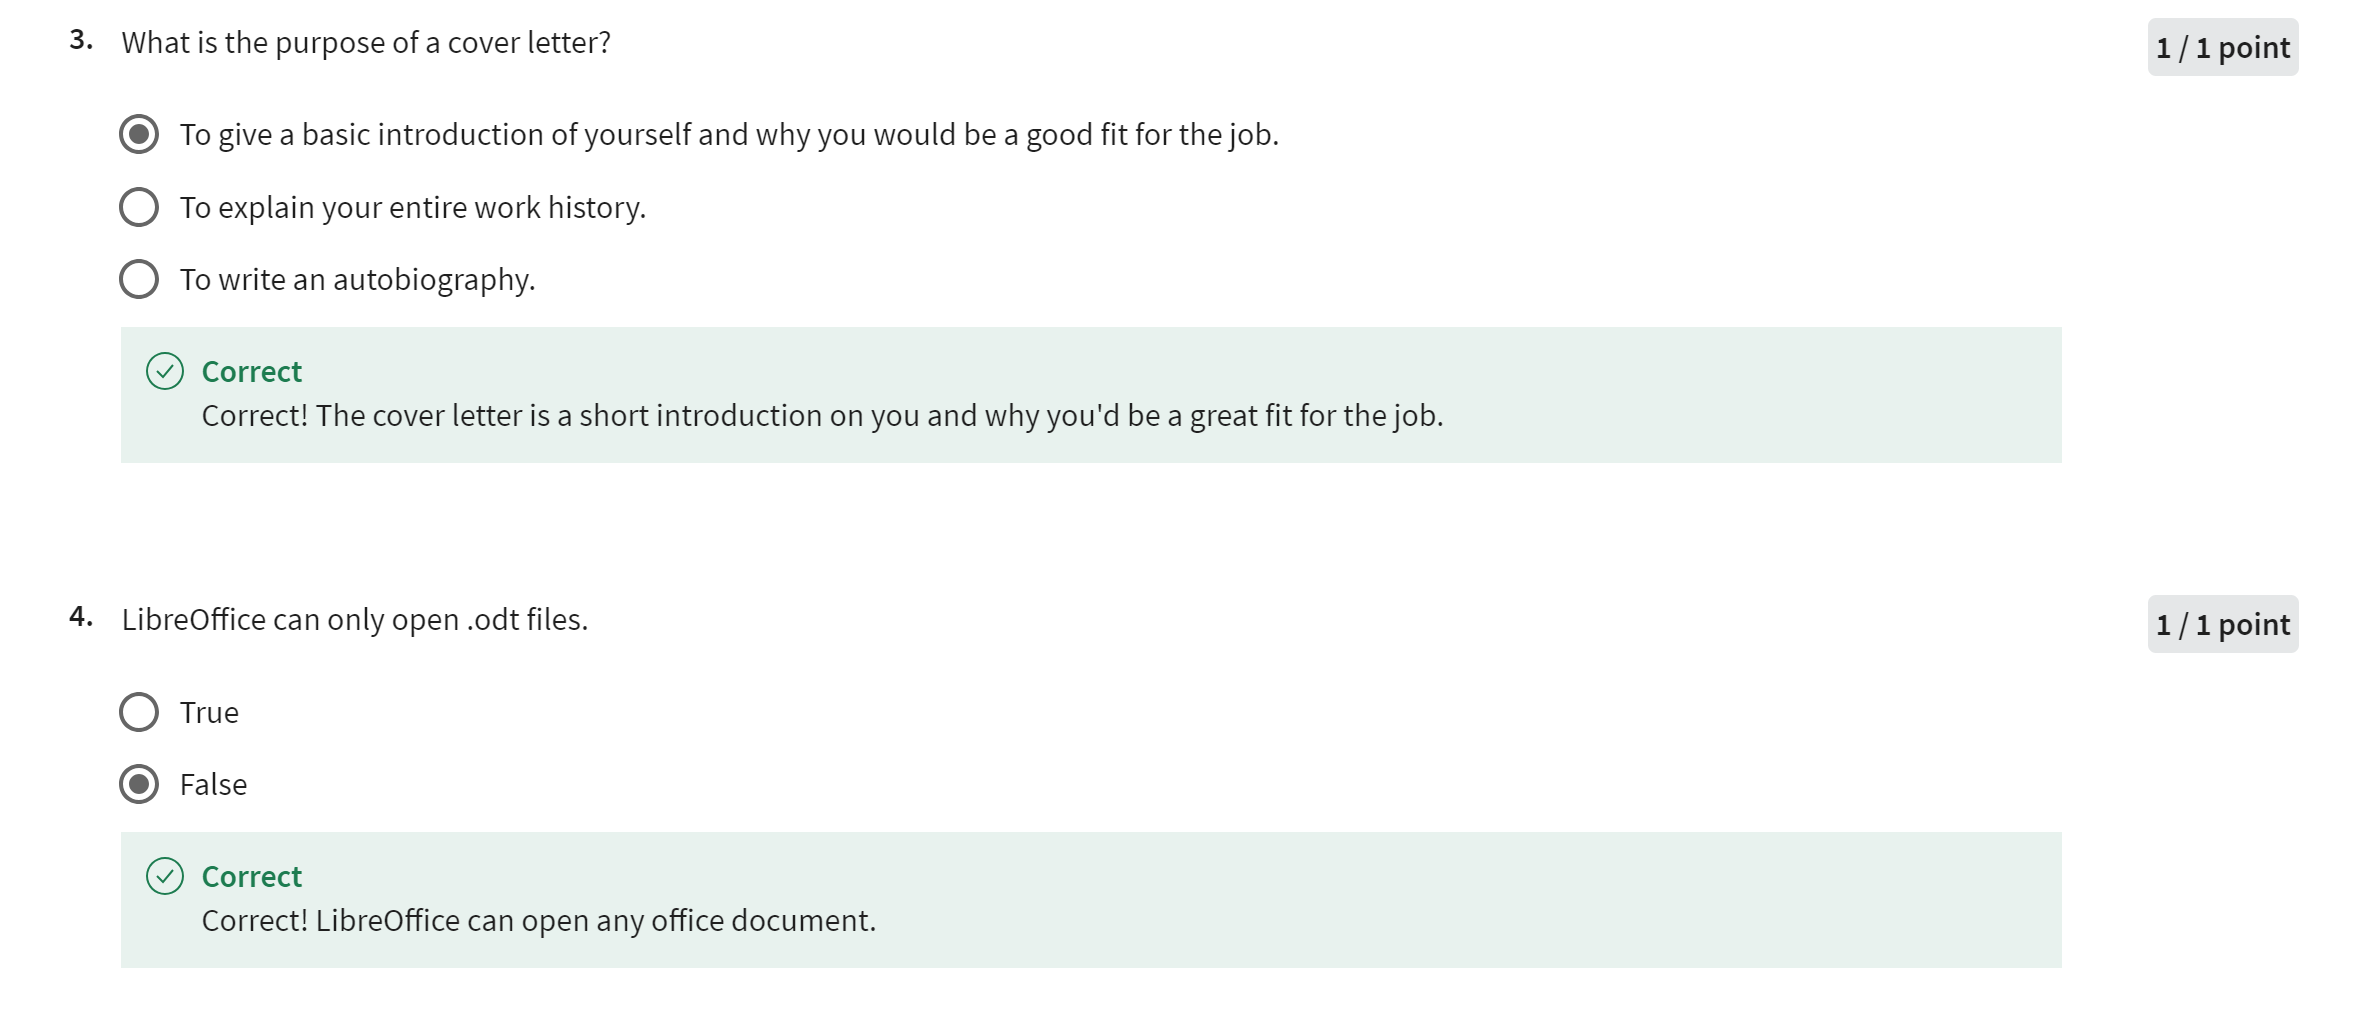 3. What is the purpose of a cover letter?
1 / 1 point
To give a basic introduction of yourself and why you would be a good fit for the job.
To explain your entire work history.
To write an autobiography.
Correct
Correct! The cover letter is a short introduction on you and why you'd be a great fit for the job.
4. LibreOffice can only open .odt files.
1 / 1 point
True
False
Correct
Correct! LibreOffice can open any office document.